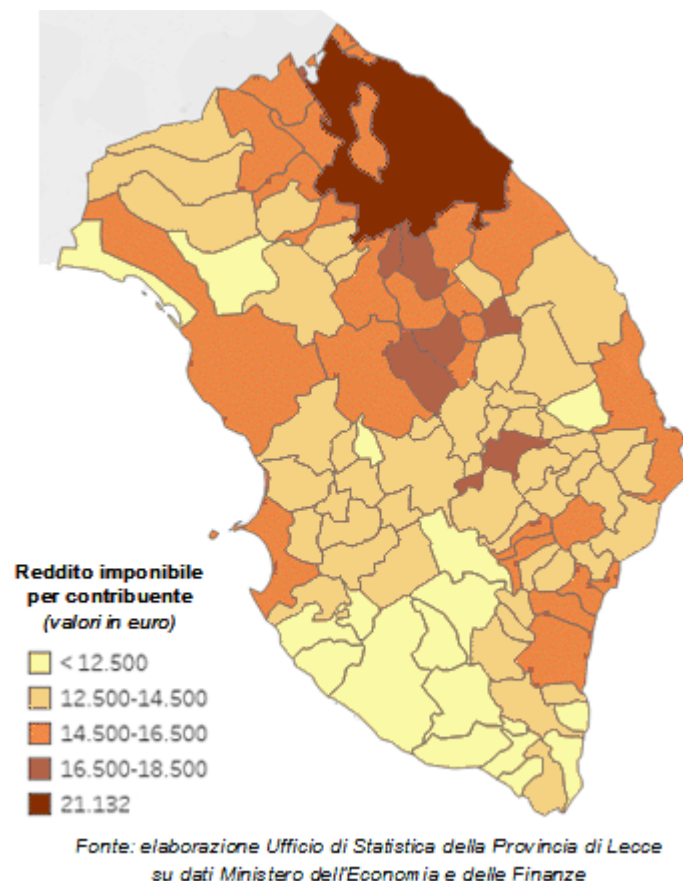 Reddito imponibile
per contribuente
(valori in euro)
< 12.500
12.500-14.500
14.500-16.500
16.500-18.500
21.132
Fonte: elaborazione Ufficio di Statistica della Provincia di Lecce
su dati Ministero dell'Economia e delle Finanze